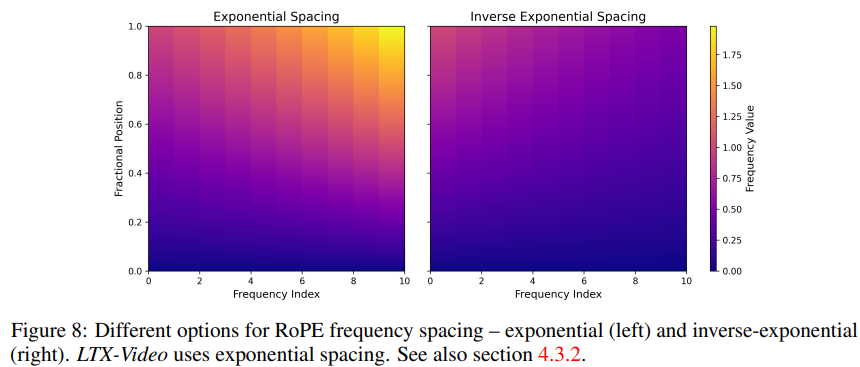 Exponential Spacing
Inverse Exponential Spacing
1.0
0.8
0.6
0.4
0.2
0.0
Fractional Position
0 2 4 6 8 10
Frequency Index
0 2 4 6 8 10
Frequency Index
1.75
1.50
1.25
1.00
0.75
0.50
0.25
0.00
Frequency Value
Figure 8: Different options for RoPE frequency spacing – exponential (left) and inverse-exponential
(right). LTX-Video uses exponential spacing. See also section 4.3.2.